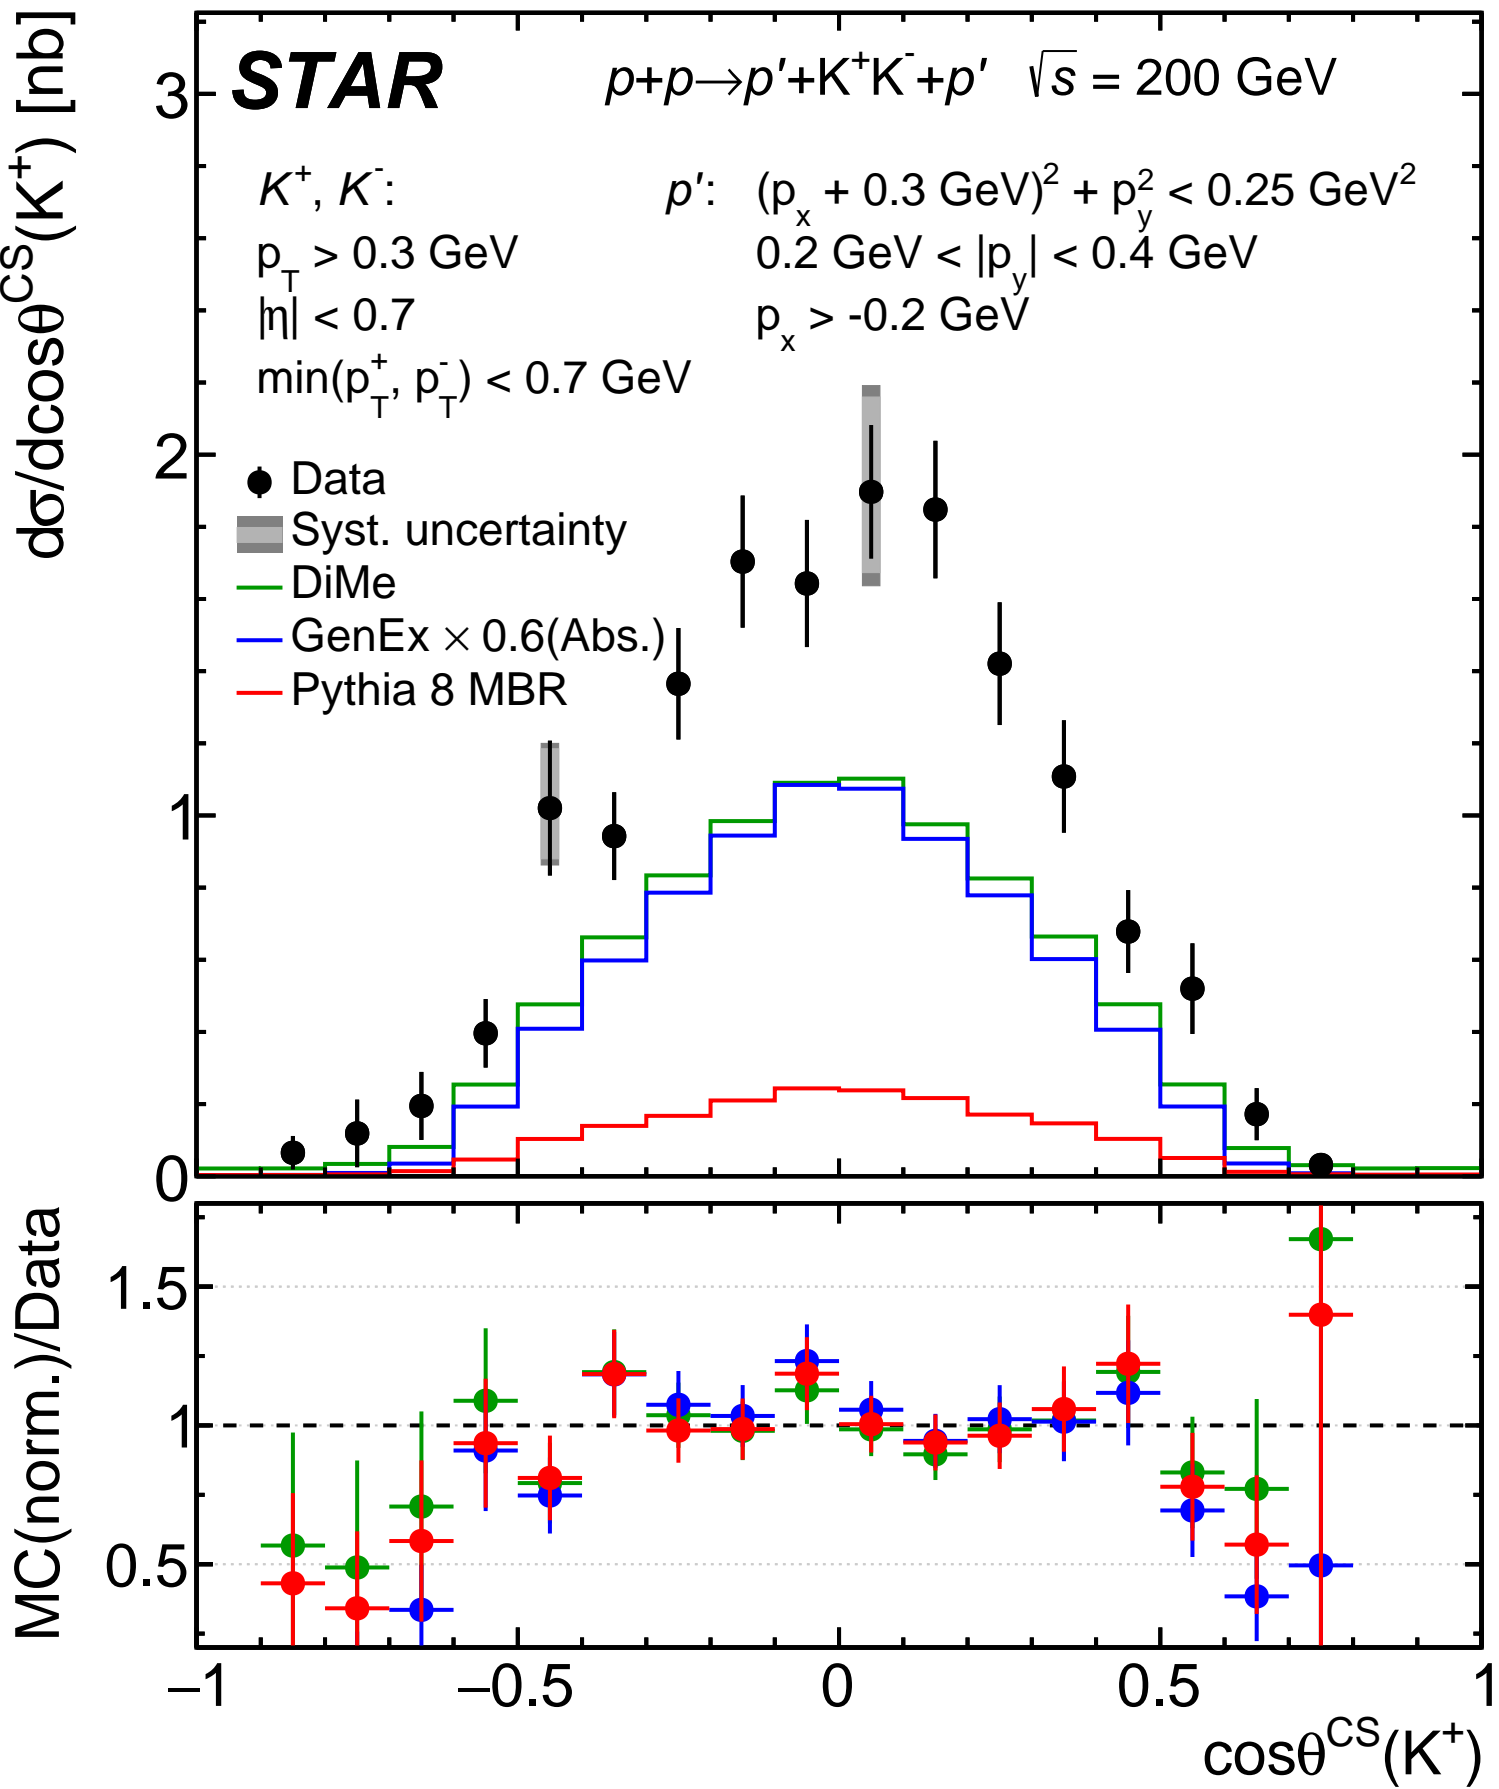 STAR p+p→p'+K⁺K⁻+p' √s = 200 GeV
K⁺, K⁻: p': (pₓ + 0.3 GeV)² + p_y² < 0.25 GeV²
p_T > 0.3 GeV 0.2 GeV < |p_y| < 0.4 GeV
|η| < 0.7 pₓ > -0.2 GeV
min(p_T⁺, p_T⁻) < 0.7 GeV
Data
Syst. uncertainty
DiMe
GenEx × 0.6(Abs.)
Pythia 8 MBR
dσ/dcosθ^CS(K⁺) [nb]
3
2
1
0
MC(norm.)/Data
1.5
1
0.5
−1 −0.5 0 0.5 1
cosθ^CS(K⁺)